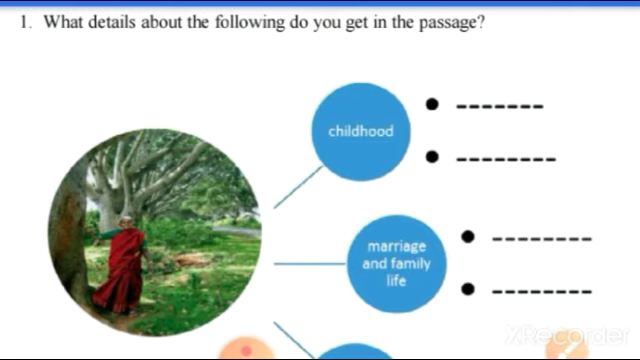 1. What details about the following do you get in the passage?
childhood
-------
--------
marriage
and family
life
--------
--------
XRecorder